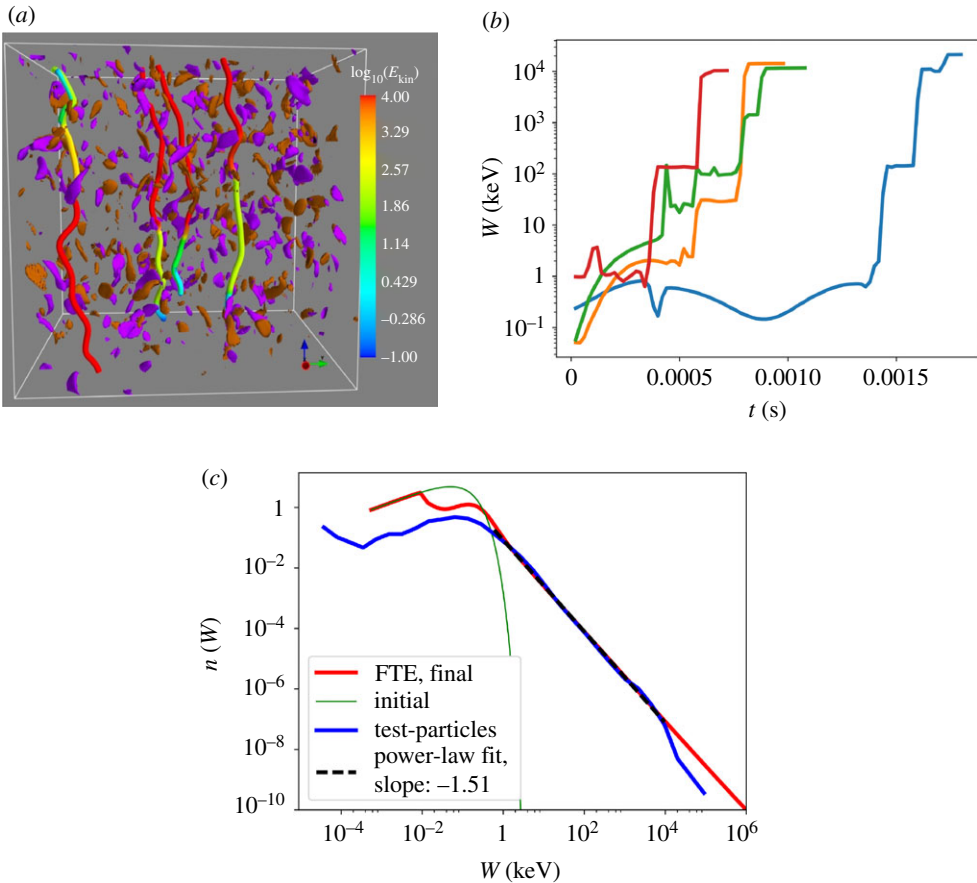 (a)
log10(Ekin)
4.00
3.29
2.57
1.86
1.14
0.429
–0.286
–1.00
(b)
10^4
10^3
10^2
10
1
10^–1
W (keV)
0 0.0005 0.0010 0.0015
t (s)
(c)
1
10^–2
10^–4
10^–6
10^–8
10^–10
n (W)
FTE, final
initial
test-particles
power-law fit,
slope: –1.51
10^–4 10^–2 1 10^2 10^4 10^6
W (keV)